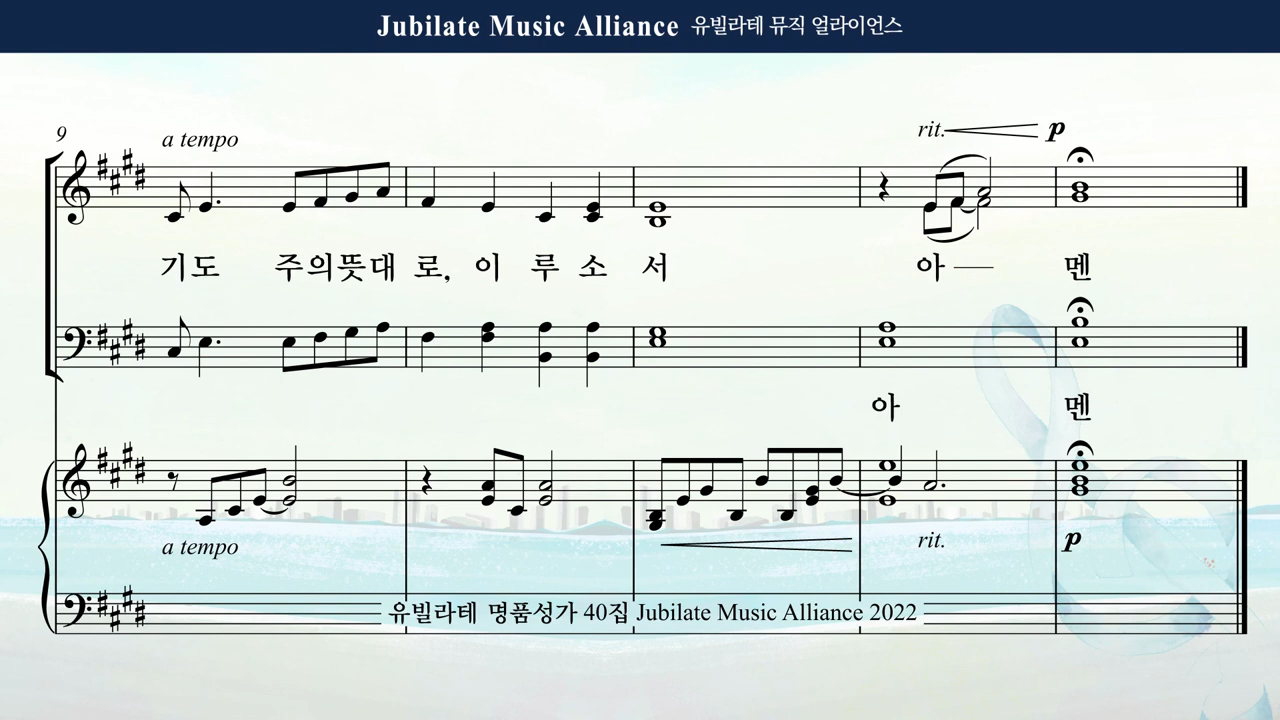 Jubilate Music Alliance 유빌라테 뮤직 얼라이언스
9
a tempo
rit.
p
기도 주의뜻대 로, 이 루 소 서 아 멘
아 멘
a tempo
rit.
p
유빌라테 명품성가 40집 Jubilate Music Alliance 2022